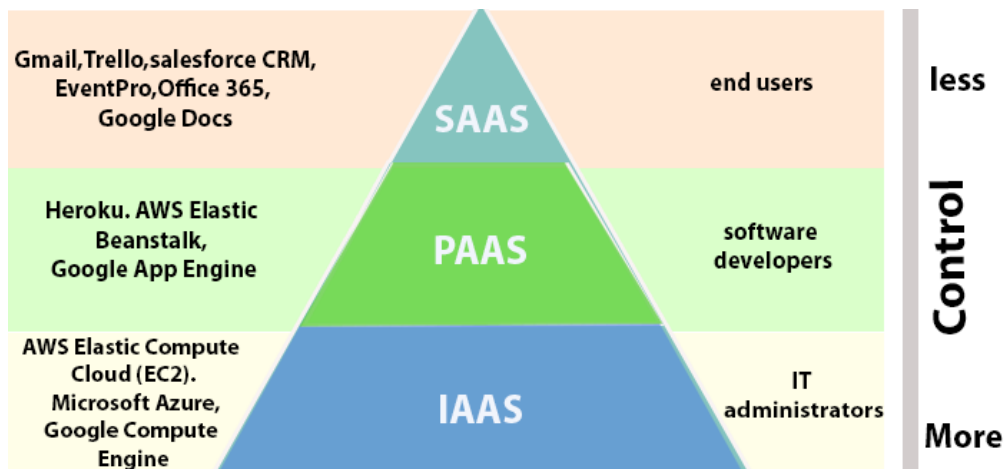 Gmail,Trello,salesforce CRM,
EventPro,Office 365,
Google Docs
SAAS
end users
less
Heroku. AWS Elastic
Beanstalk,
Google App Engine
PAAS
software
developers
Control
AWS Elastic Compute
Cloud (EC2).
Microsoft Azure,
Google Compute
Engine
IAAS
IT
administrators
More